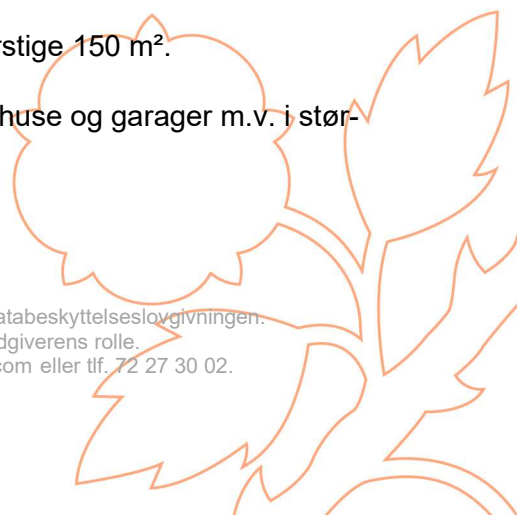 rstige 150 m².
huse og garager m.v. i stør-
atabeskyttelseslovgivningen.
dgiverens rolle.
com eller tlf. 72 27 30 02.